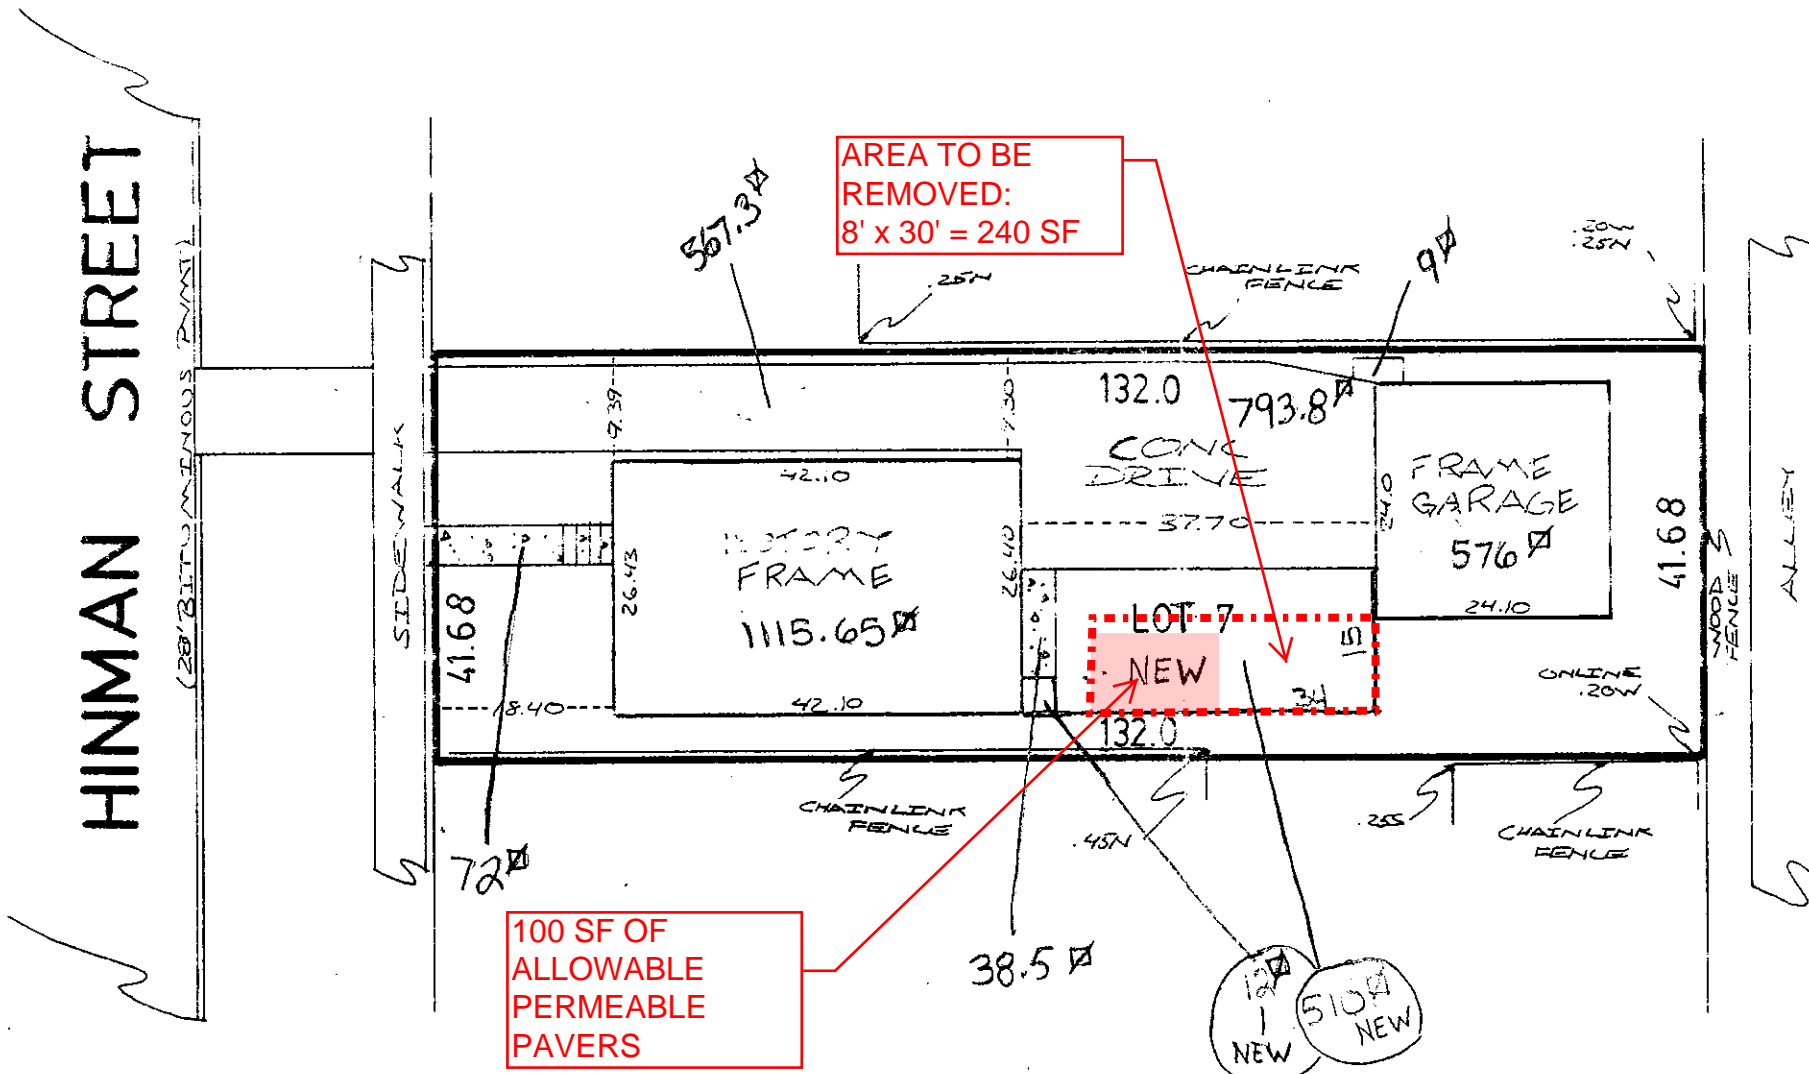 HINMAN STREET
(28' BITUMINOUS PVMT)
SIDEWALK
AREA TO BE
REMOVED:
8' x 30' = 240 SF
567.3
9
.20W
.25N
.25N
CHAINLINK
FENCE
132.0
793.8
9.39
7.30
CONC
DRIVE
42.10
37.70
24.0
FRAME
GARAGE
576
24.10
41.68
WOOD
FENCE
ALLEY
FRAME
1115.65
26.43
26.40
42.10
41.68
18.40
LOT 7
NEW
15
34
132.0
ONLINE
.20W
CHAINLINK
FENCE
.45N
.25S
CHAINLINK
FENCE
72
100 SF OF
ALLOWABLE
PERMEABLE
PAVERS
38.5
12
NEW
510
NEW